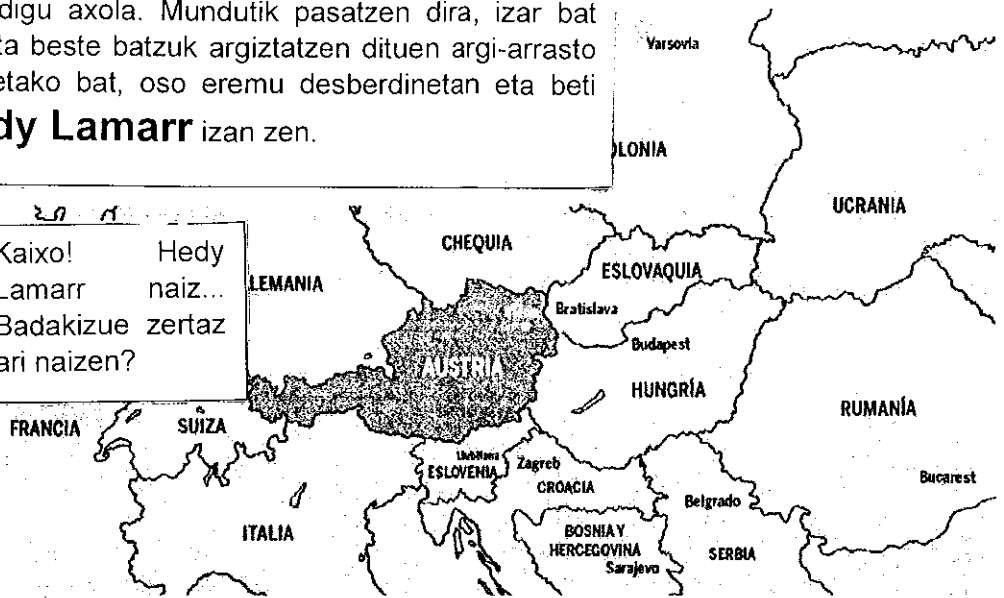 digu axola. Mundutik pasatzen dira, izar bat
ta beste batzuk argiztatzen dituen argi-arrasto
etako bat, oso eremu desberdinetan eta beti
dy Lamarr izan zen.
Kaixo! Hedy
Lamarr naiz...
Badakizue zertaz
ari naizen?
Varsovia
LONIA
UCRANIA
CHEQUIA
LEMANIA
ESLOVAQUIA
Bratislava
Budapest
AUSTRIA
HUNGRÍA
RUMANÍA
FRANCIA
SUIZA
ESLOVENIA
Zagreb
CROACIA
Belgrado
Bucarest
ITALIA
BOSNIA Y
HERCEGOVINA
Sarajevo
SERBIA